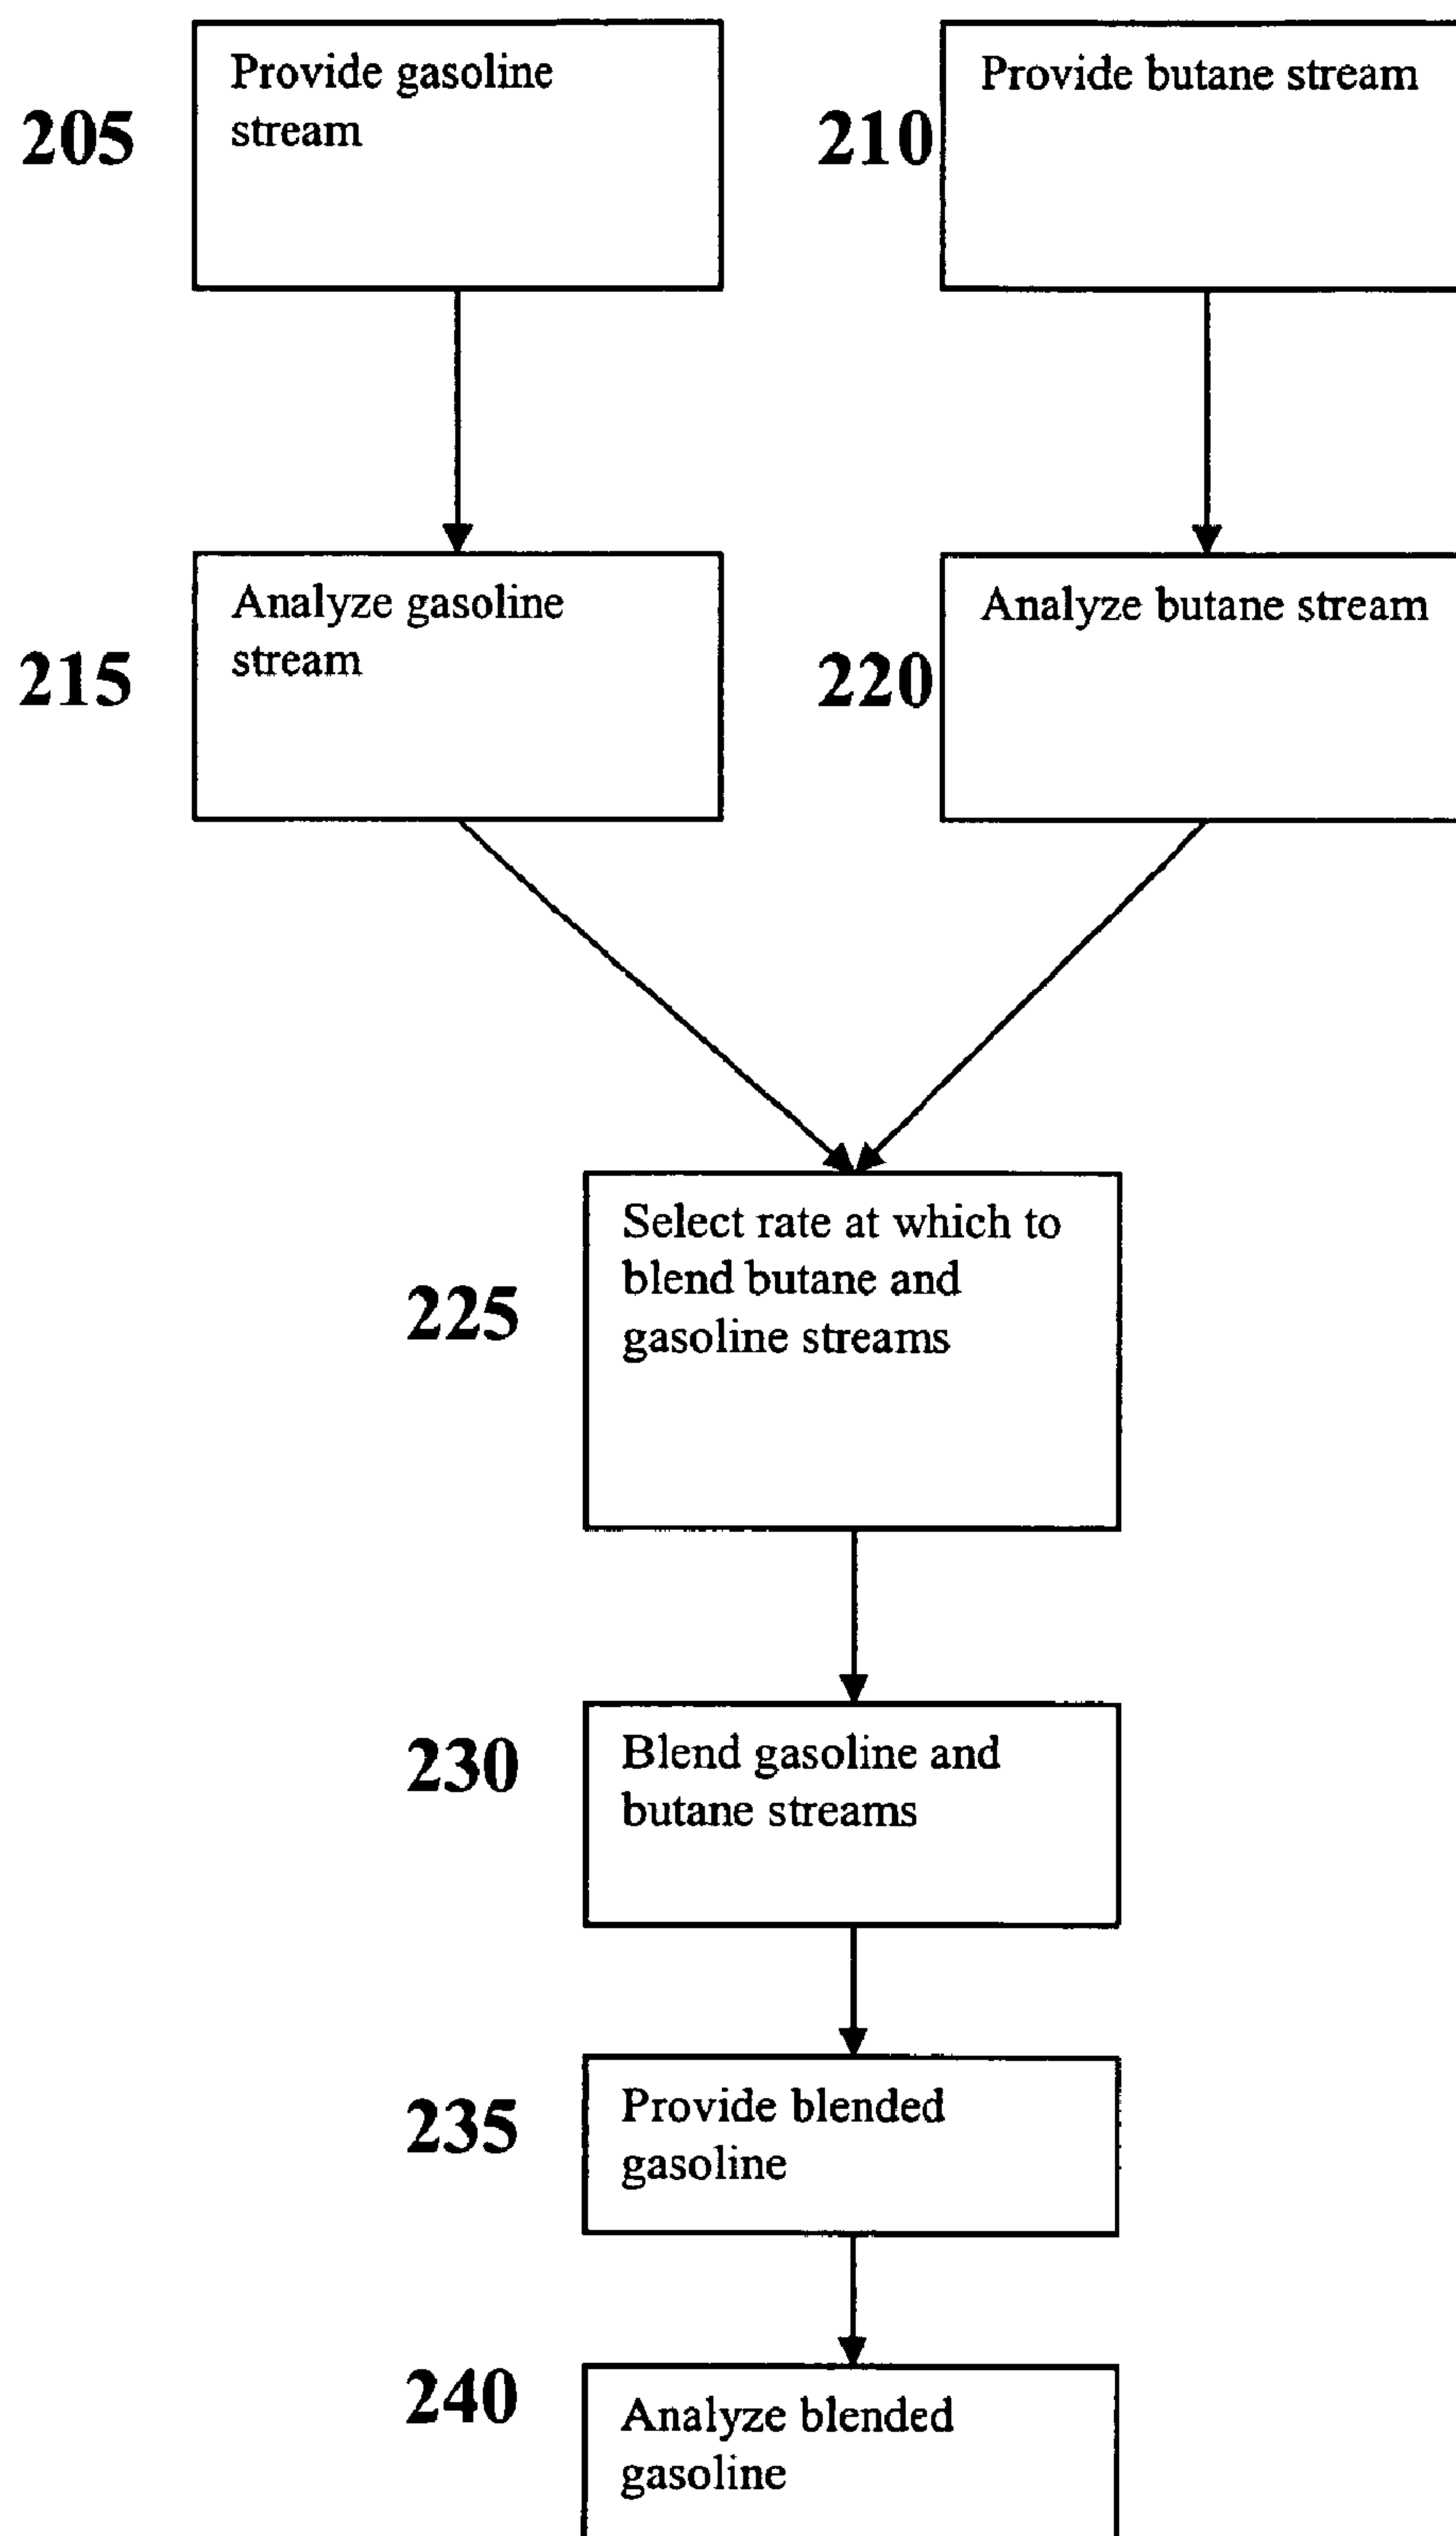 205
Provide gasoline
stream
210
Provide butane stream
215
Analyze gasoline
stream
220
Analyze butane stream
225
Select rate at which to
blend butane and
gasoline streams
230
Blend gasoline and
butane streams
235
Provide blended
gasoline
240
Analyze blended
gasoline